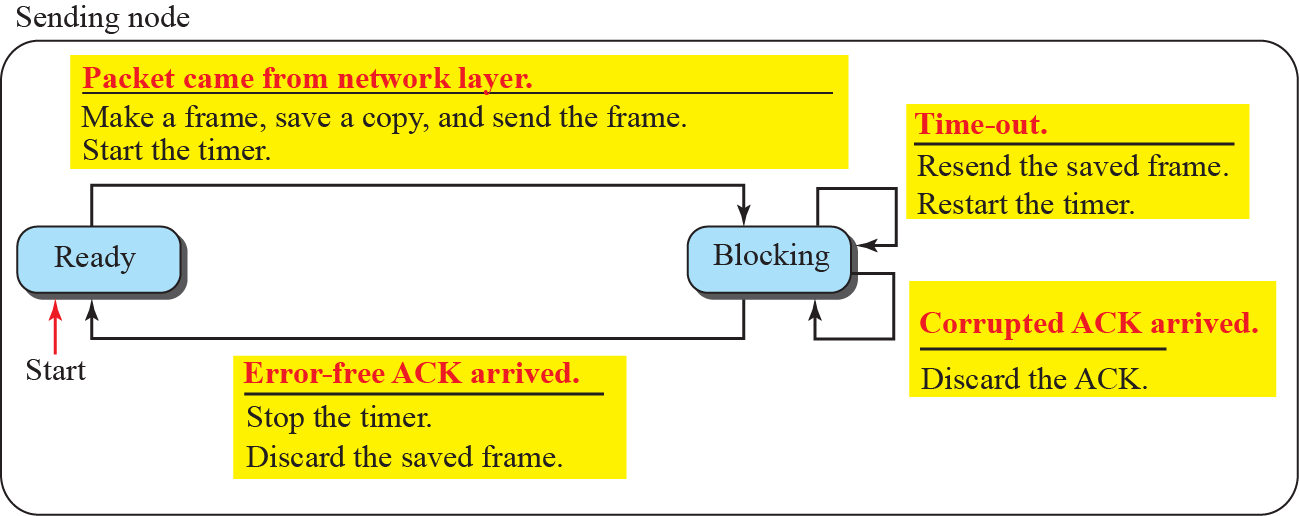 Sending node
Packet came from network layer.
Make a frame, save a copy, and send the frame.
Start the timer.
Time-out.
Resend the saved frame.
Restart the timer.
Ready
Blocking
Start
Error-free ACK arrived.
Stop the timer.
Discard the saved frame.
Corrupted ACK arrived.
Discard the ACK.